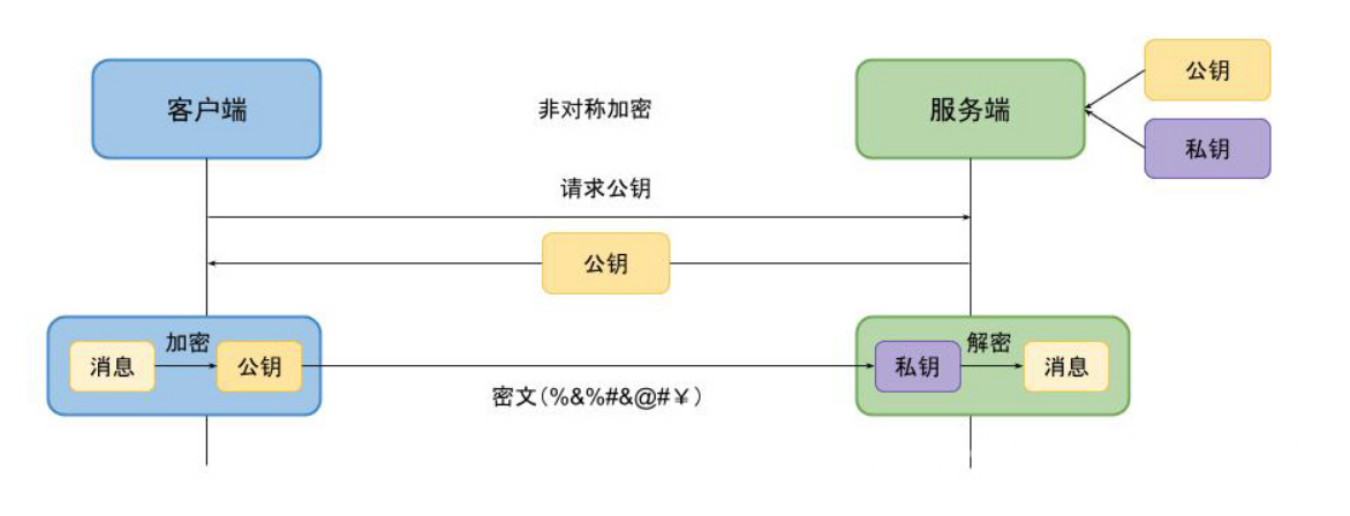 客户端
非对称加密
服务端
公钥
私钥
请求公钥
公钥
消息
加密
公钥
密文(%&%#&@#￥)
私钥
解密
消息